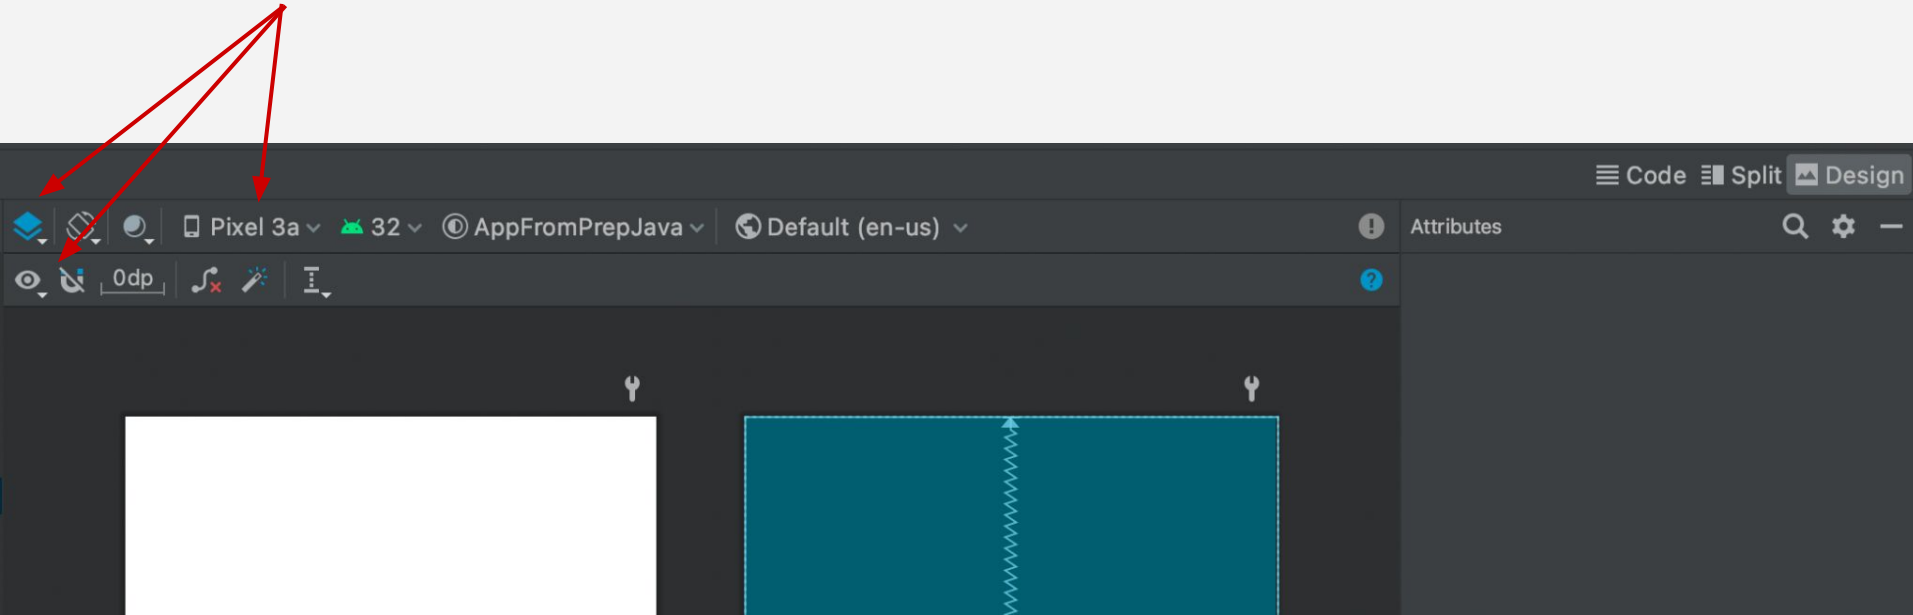 Code Split Design
Pixel 3a 32 AppFromPrepJava Default (en-us) Attributes
0dp